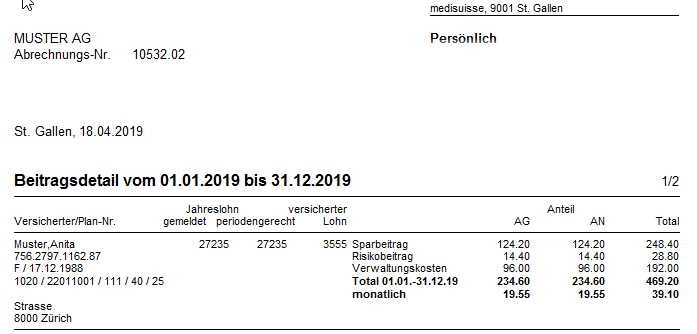 medisuisse, 9001 St. Gallen
MUSTER AG
Persönlich
Abrechnungs-Nr. 10532.02
St. Gallen, 18.04.2019
Beitragsdetail vom 01.01.2019 bis 31.12.2019 1/2
Jahreslohn versicherter Anteil
Versicherter/Plan-Nr. gemeldet periodengerecht Lohn AG AN Total
Muster,Anita 27235 27235 3555 Sparbeitrag 124.20 124.20 248.40
756.2797.1162.87 Risikobeitrag 14.40 14.40 28.80
F / 17.12.1988 Verwaltungskosten 96.00 96.00 192.00
1020 / 22011001 / 111 / 40 / 25 Total 01.01.-31.12.19 234.60 234.60 469.20
monatlich 19.55 19.55 39.10
Strasse
8000 Zürich